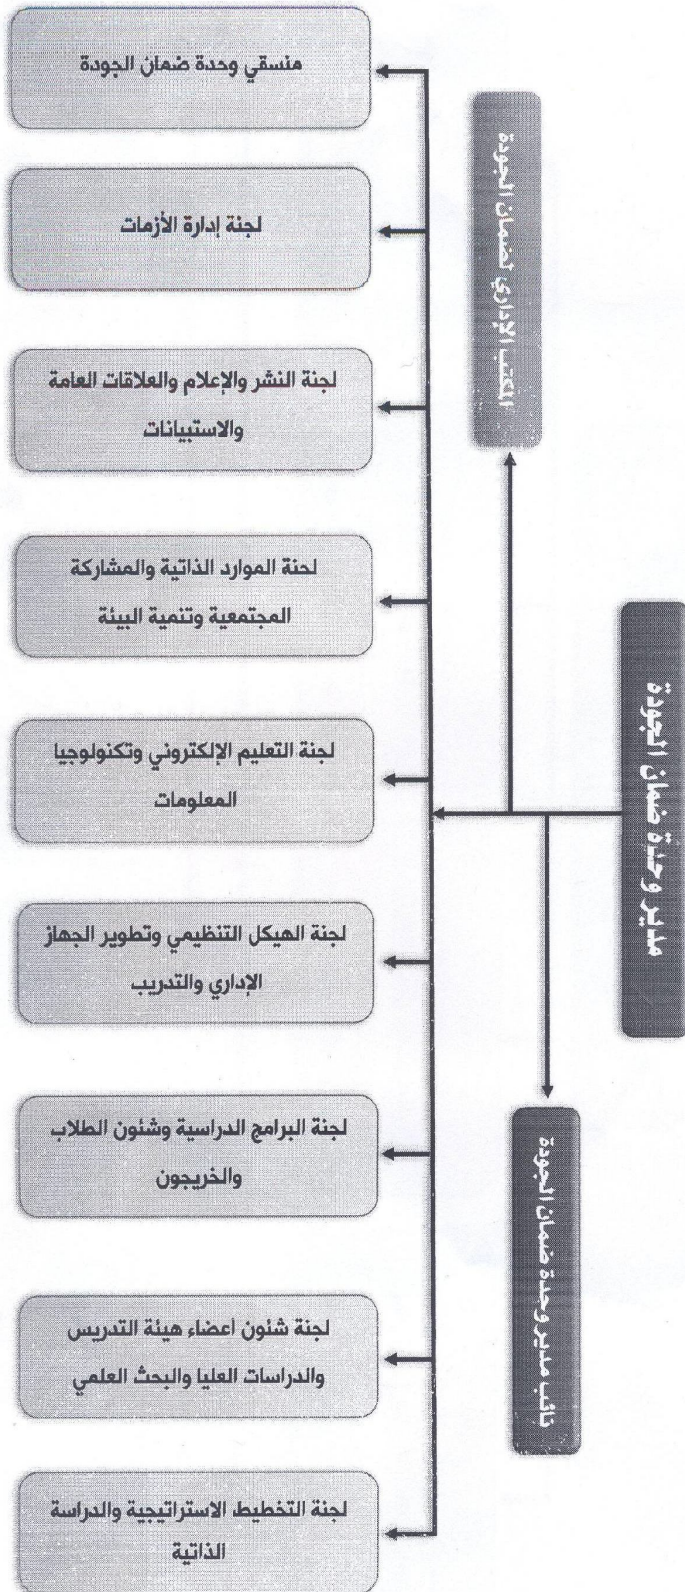 مدير وحدة ضمان الجودة
المكتب الإداري لضمان الجودة
نائب مدير وحدة ضمان الجودة
منسقي وحدة ضمان الجودة
لجنة إدارة الأزمات
لجنة النشر والإعلام والعلاقات العامة
والاستبيانات
لحنة الموارد الذاتية والمشاركة
المجتمعية وتنمية البيئة
لجنة التعليم الإلكتروني وتكنولوجيا
المعلومات
لجنة الهيكل التنظيمي وتطوير الجهاز
الإداري والتدريب
لجنة البرامج الدراسية وشئون الطلاب
والخريجون
لجنة شئون أعضاء هيئة التدريس
والدراسات العليا والبحث العلمي
لجنة التخطيط الاستراتيجية والدراسة
الذاتية